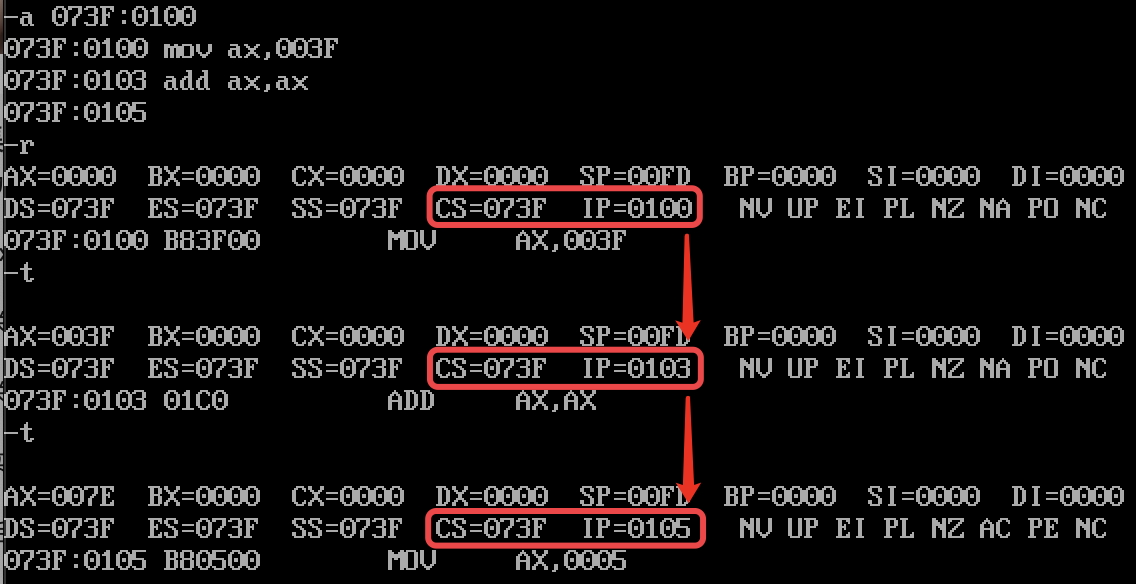 -a 073F:0100
073F:0100 mov ax,003F
073F:0103 add ax,ax
073F:0105
-r
AX=0000  BX=0000  CX=0000  DX=0000  SP=00FD  BP=0000  SI=0000  DI=0000
DS=073F  ES=073F  SS=073F  CS=073F  IP=0100   NV UP EI PL NZ NA PO NC
073F:0100 B83F00        MOV     AX,003F
-t
AX=003F  BX=0000  CX=0000  DX=0000  SP=00FD  BP=0000  SI=0000  DI=0000
DS=073F  ES=073F  SS=073F  CS=073F  IP=0103   NV UP EI PL NZ NA PO NC
073F:0103 01C0          ADD     AX,AX
-t
AX=007E  BX=0000  CX=0000  DX=0000  SP=00FD  BP=0000  SI=0000  DI=0000
DS=073F  ES=073F  SS=073F  CS=073F  IP=0105   NV UP EI PL NZ AC PE NC
073F:0105 B80500        MOV     AX,0005